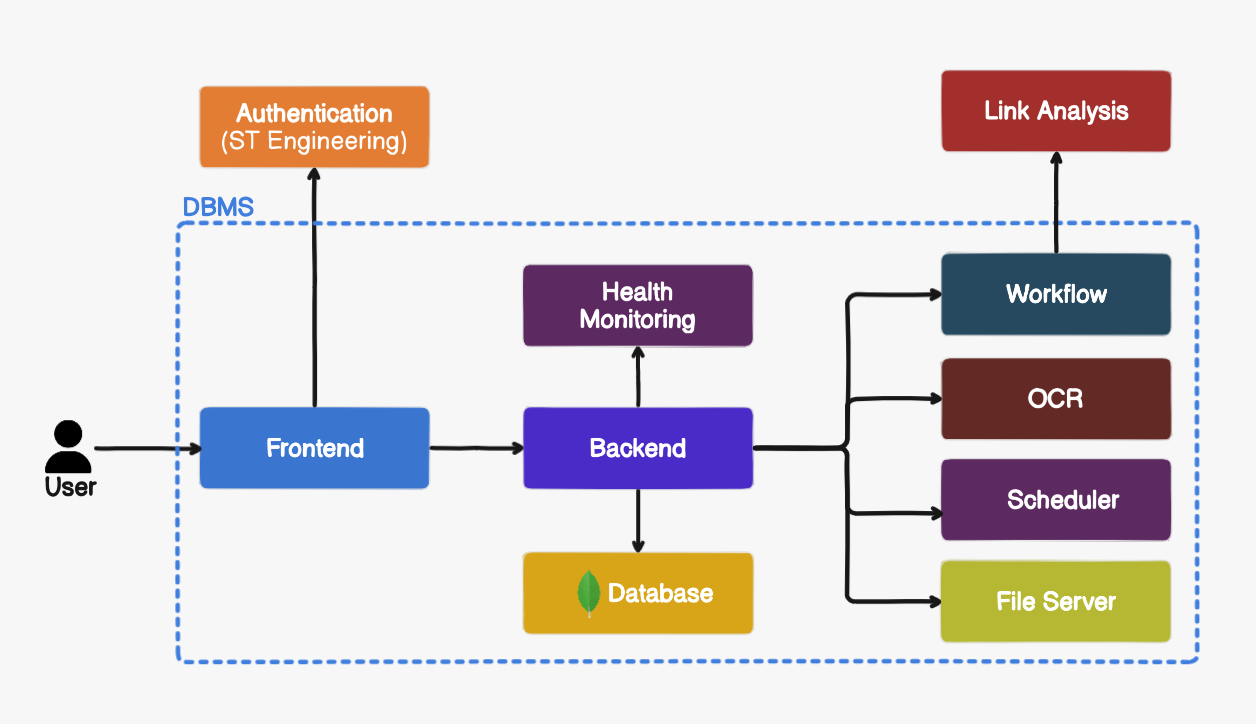 Authentication
(ST Engineering)
Link Analysis
DBMS
Health
Monitoring
Workflow
OCR
User
Frontend
Backend
Scheduler
Database
File Server